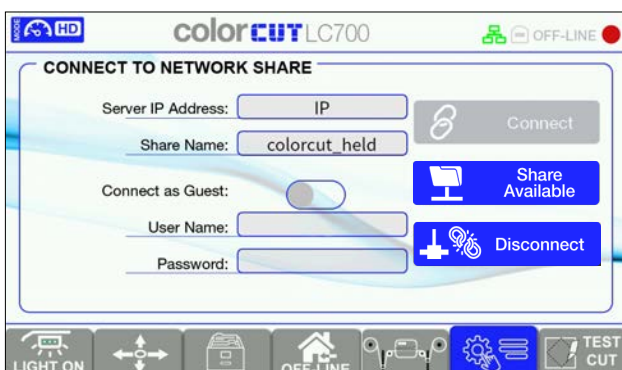 MODE HD colorCUT LC700 OFF-LINE
CONNECT TO NETWORK SHARE
Server IP Address: IP
Connect
Share Name: colorcut_held
Share
Available
Connect as Guest:
User Name:
Disconnect
Password:
LIGHT ON
OFF-LINE
TEST
CUT